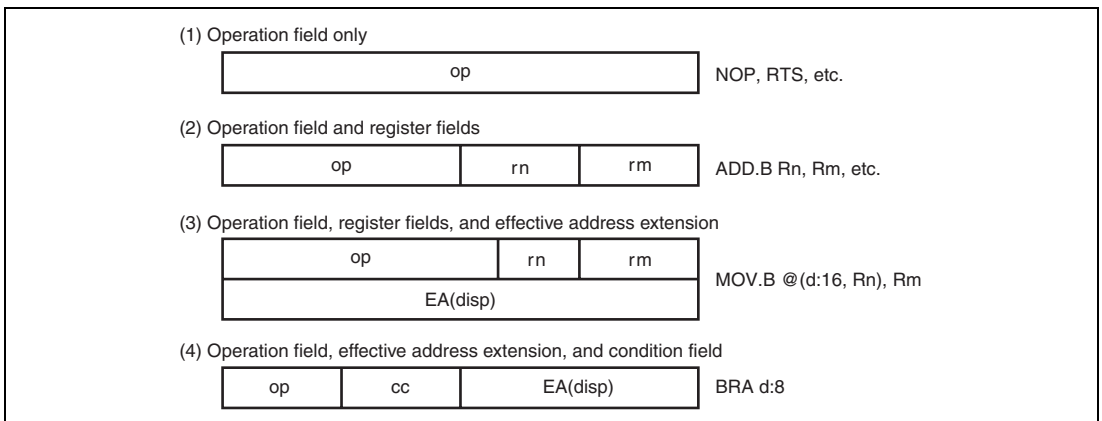 (1) Operation field only
op
NOP, RTS, etc.
(2) Operation field and register fields
op rn rm
ADD.B Rn, Rm, etc.
(3) Operation field, register fields, and effective address extension
op rn rm
EA(disp)
MOV.B @(d:16, Rn), Rm
(4) Operation field, effective address extension, and condition field
op cc EA(disp)
BRA d:8